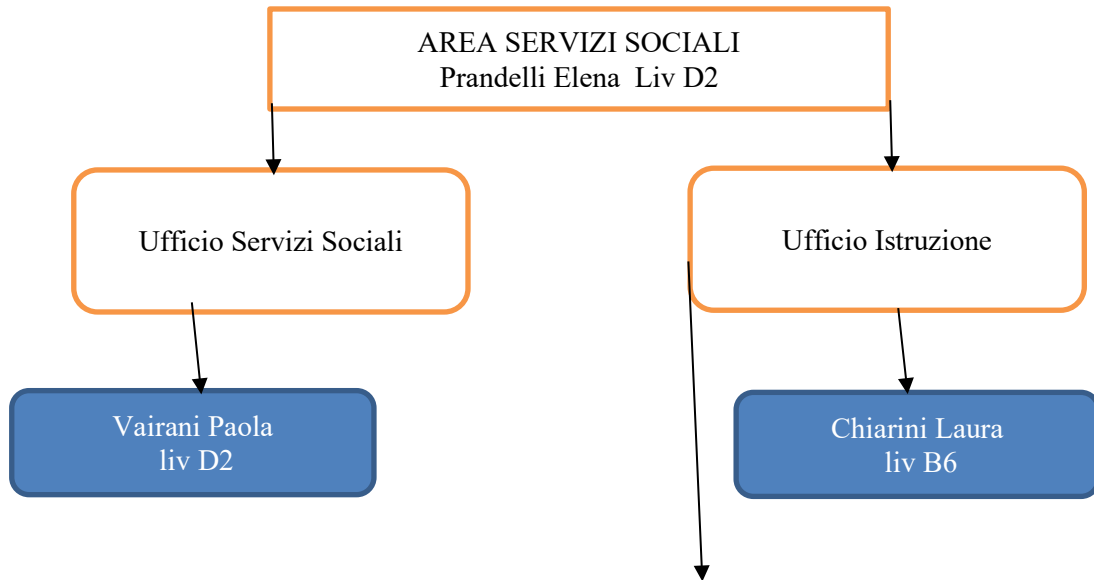 AREA SERVIZI SOCIALI
Prandelli Elena  Liv D2
Ufficio Servizi Sociali
Ufficio Istruzione
Vairani Paola
liv D2
Chiarini Laura
liv B6